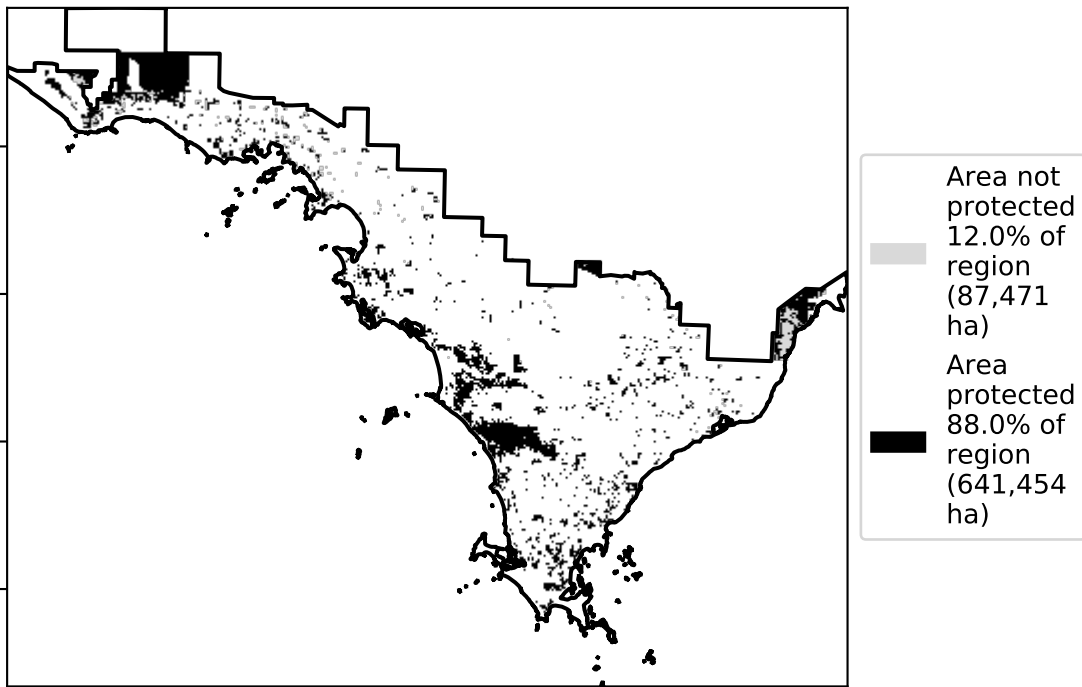 Area not
protected
12.0% of
region
(87,471
ha)
Area
protected
88.0% of
region
(641,454
ha)